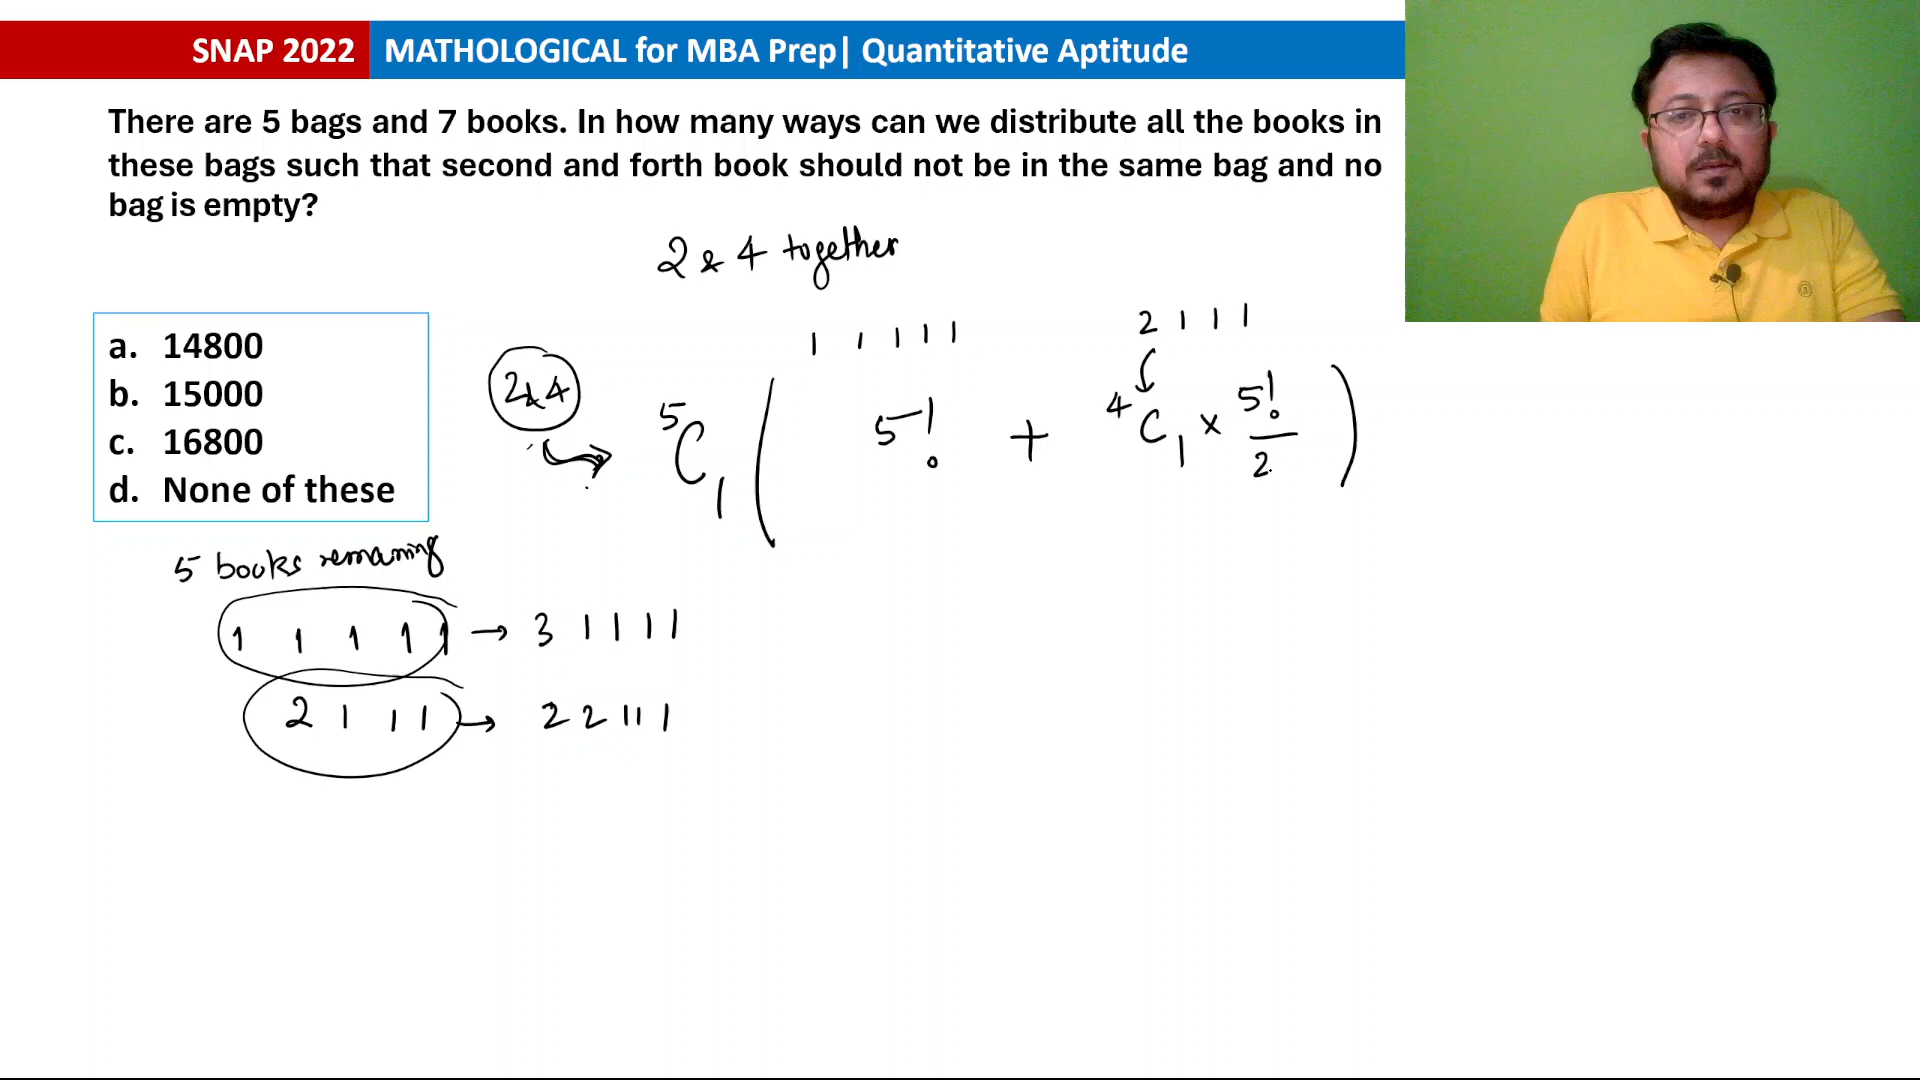 SNAP 2022 MATHOLOGICAL for MBA Prep| Quantitative Aptitude
There are 5 bags and 7 books. In how many ways can we distribute all the books in
these bags such that second and forth book should not be in the same bag and no
bag is empty?
2 & 4 together
a. 14800
b. 15000
c. 16800
d. None of these
2&4
1 1 1 1 1
2 1 1 1
⁵C₁ ( 5! + ⁴C₁ × 5!/2 )
5 books remaining
1 1 1 1 1 → 3 1 1 1 1
2 1 1 1 → 2 2 1 1 1